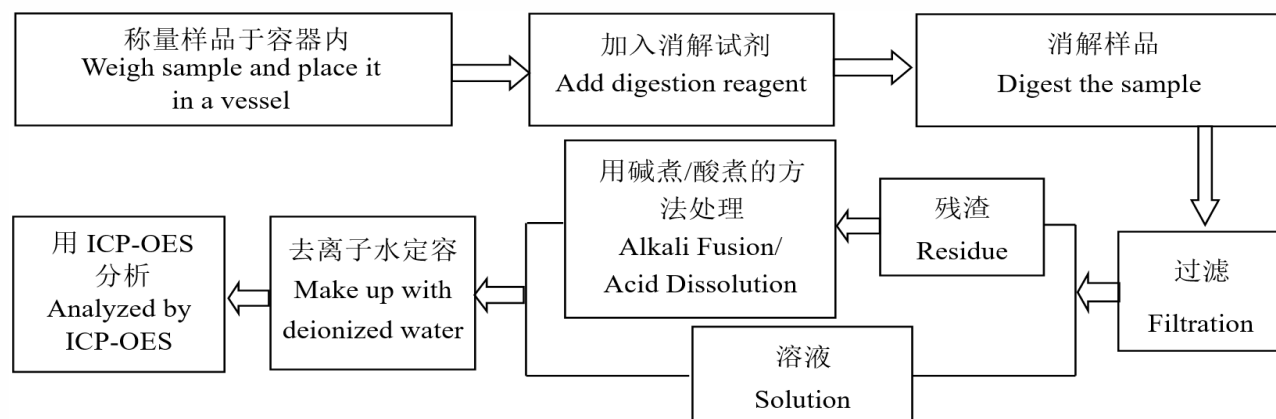 称量样品于容器内
Weigh sample and place it
in a vessel
加入消解试剂
Add digestion reagent
消解样品
Digest the sample
过滤
Filtration
残渣
Residue
溶液
Solution
用碱煮/酸煮的方
法处理
Alkali Fusion/
Acid Dissolution
去离子水定容
Make up with
deionized water
用 ICP-OES
分析
Analyzed by
ICP-OES